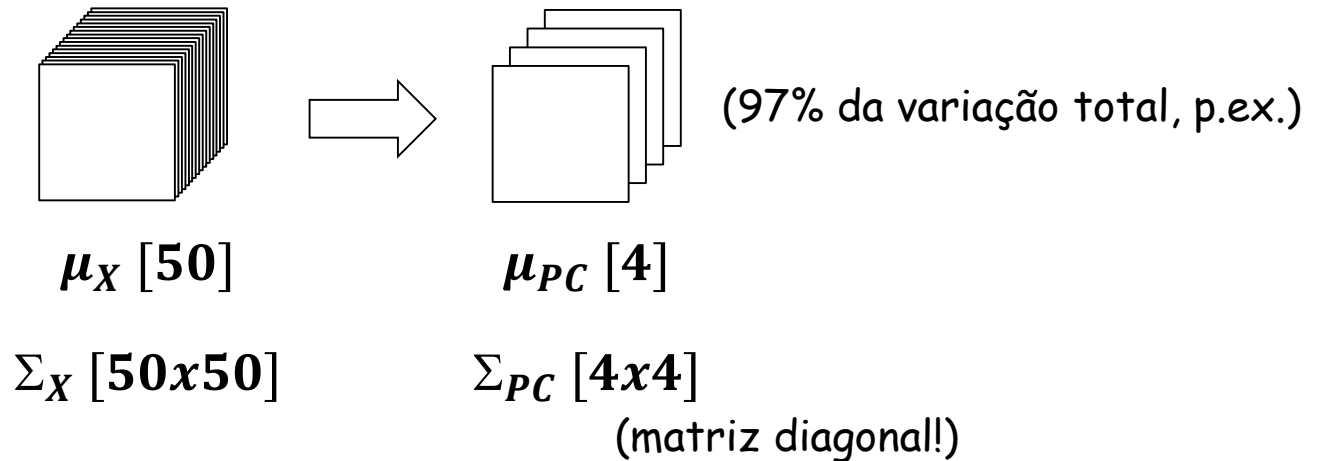 (97% da variação total, p.ex.)
μ_X [50] μ_PC [4]
Σ_X [50x50] Σ_PC [4x4]
(matriz diagonal!)